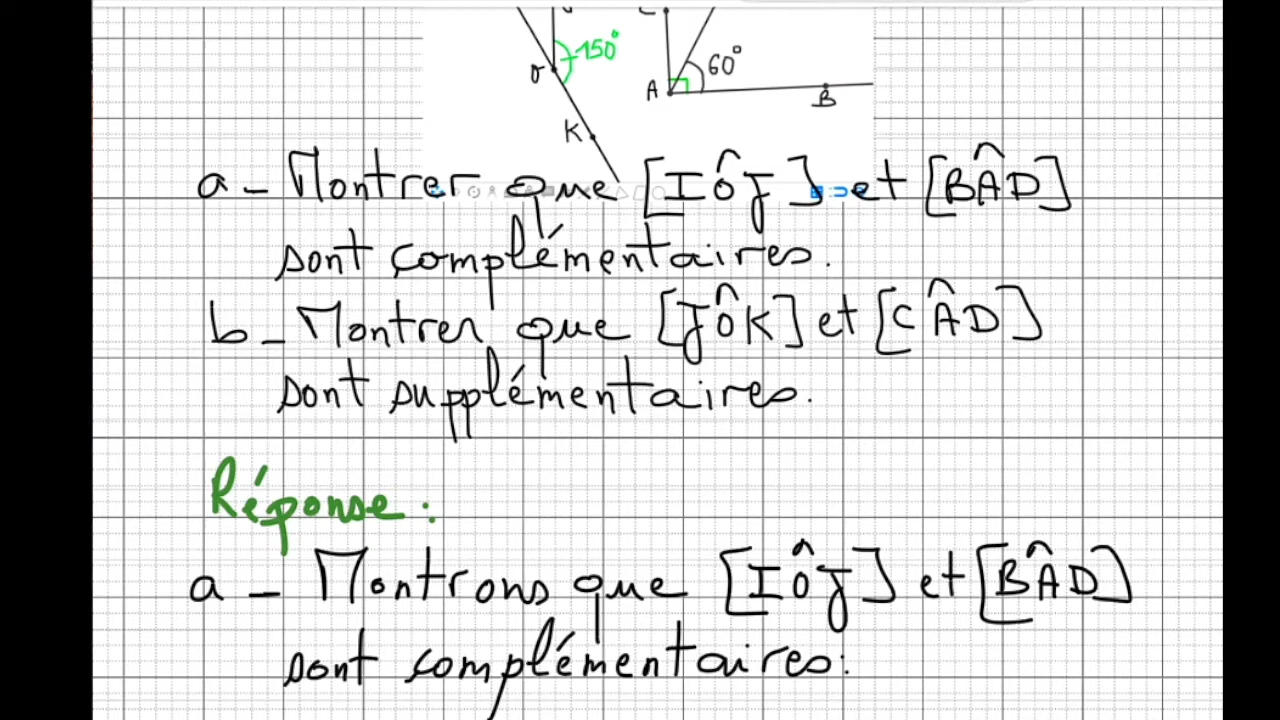 150°
O
K
C
A
60°
B
a - Montrer que [IÔJ] et [BÂD]
sont complémentaires.
b - Montrer que [JÔK] et [CÂD]
sont supplémentaires.
Réponse :
a - Montrons que [IÔJ] et [BÂD]
sont complémentaires: